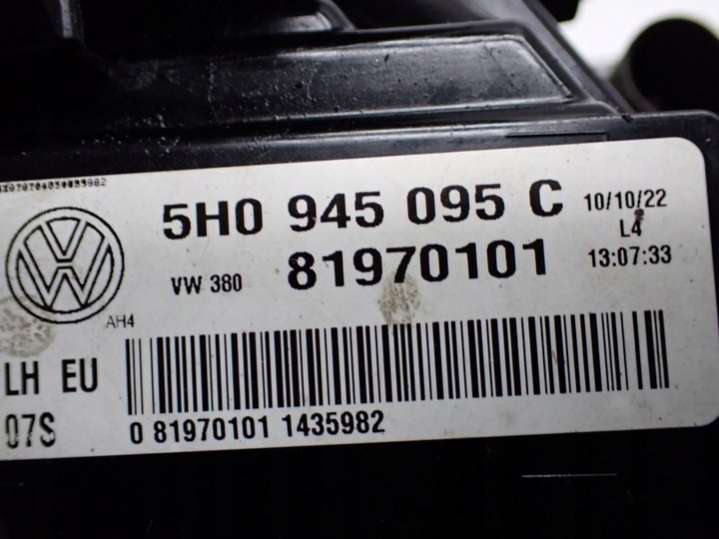 5H0 945 095 C
10/10/22
L4
VW 380
81970101
13:07:33
AH4
LH EU
07S
0 81970101 1435982